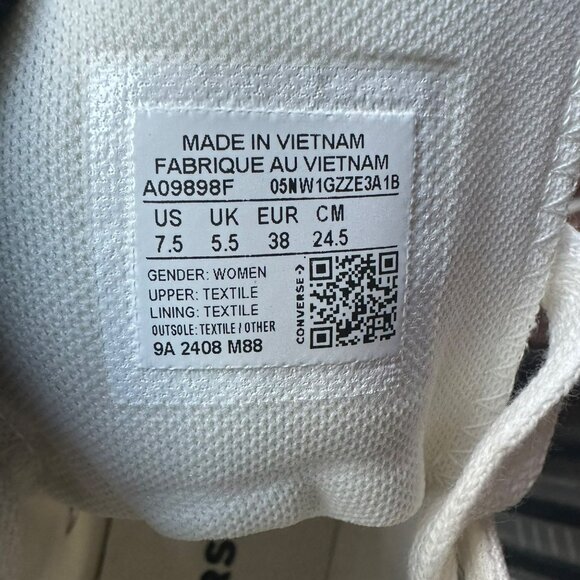 MADE IN VIETNAM
FABRIQUE AU VIETNAM
A09898F 05NW1GZZE3A1B
US UK EUR CM
7.5 5.5 38 24.5
GENDER: WOMEN
UPPER: TEXTILE
LINING: TEXTILE
OUTSOLE: TEXTILE / OTHER
9A 2408 M88
CONVERSE